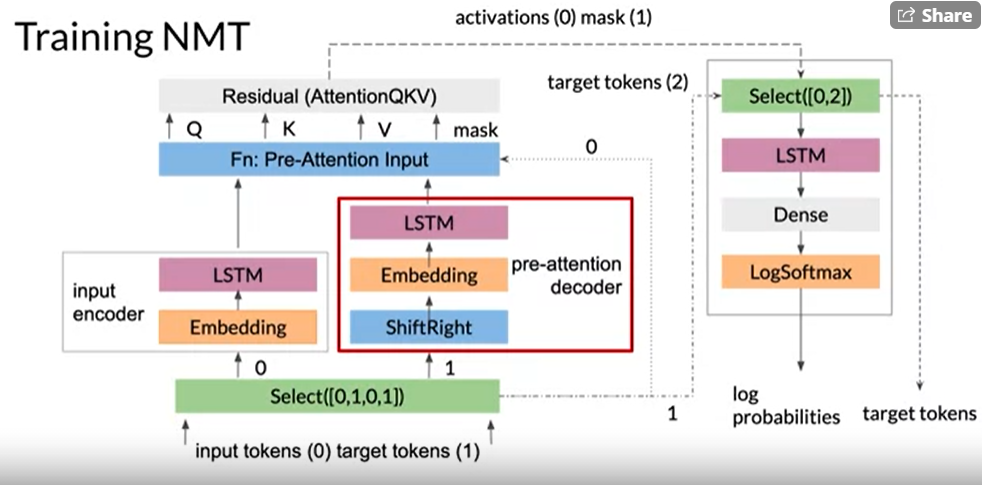 Share
Training NMT
activations (0) mask (1)
Residual (AttentionQKV)
target tokens (2)
Select([0,2])
Q
K
V
mask
0
Fn: Pre-Attention Input
LSTM
LSTM
Dense
LogSoftmax
input
encoder
LSTM
Embedding
pre-attention
decoder
Embedding
ShiftRight
0
1
Select([0,1,0,1])
1
log
probabilities
target tokens
input tokens (0) target tokens (1)